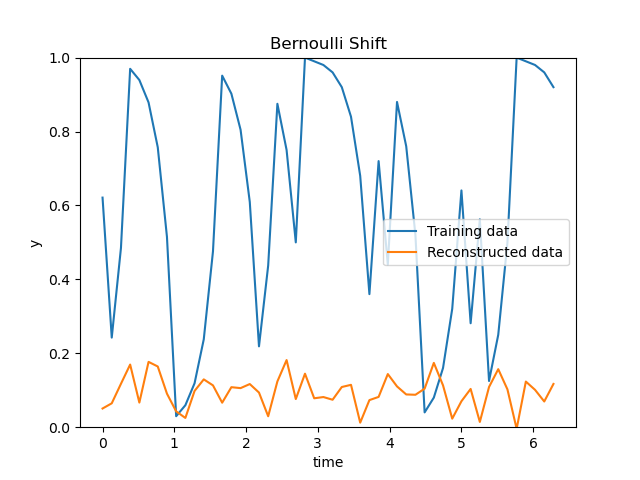 Bernoulli Shift
1.0
0.8
0.6
0.4
0.2
0.0
y
Training data
Reconstructed data
0 1 2 3 4 5 6
time